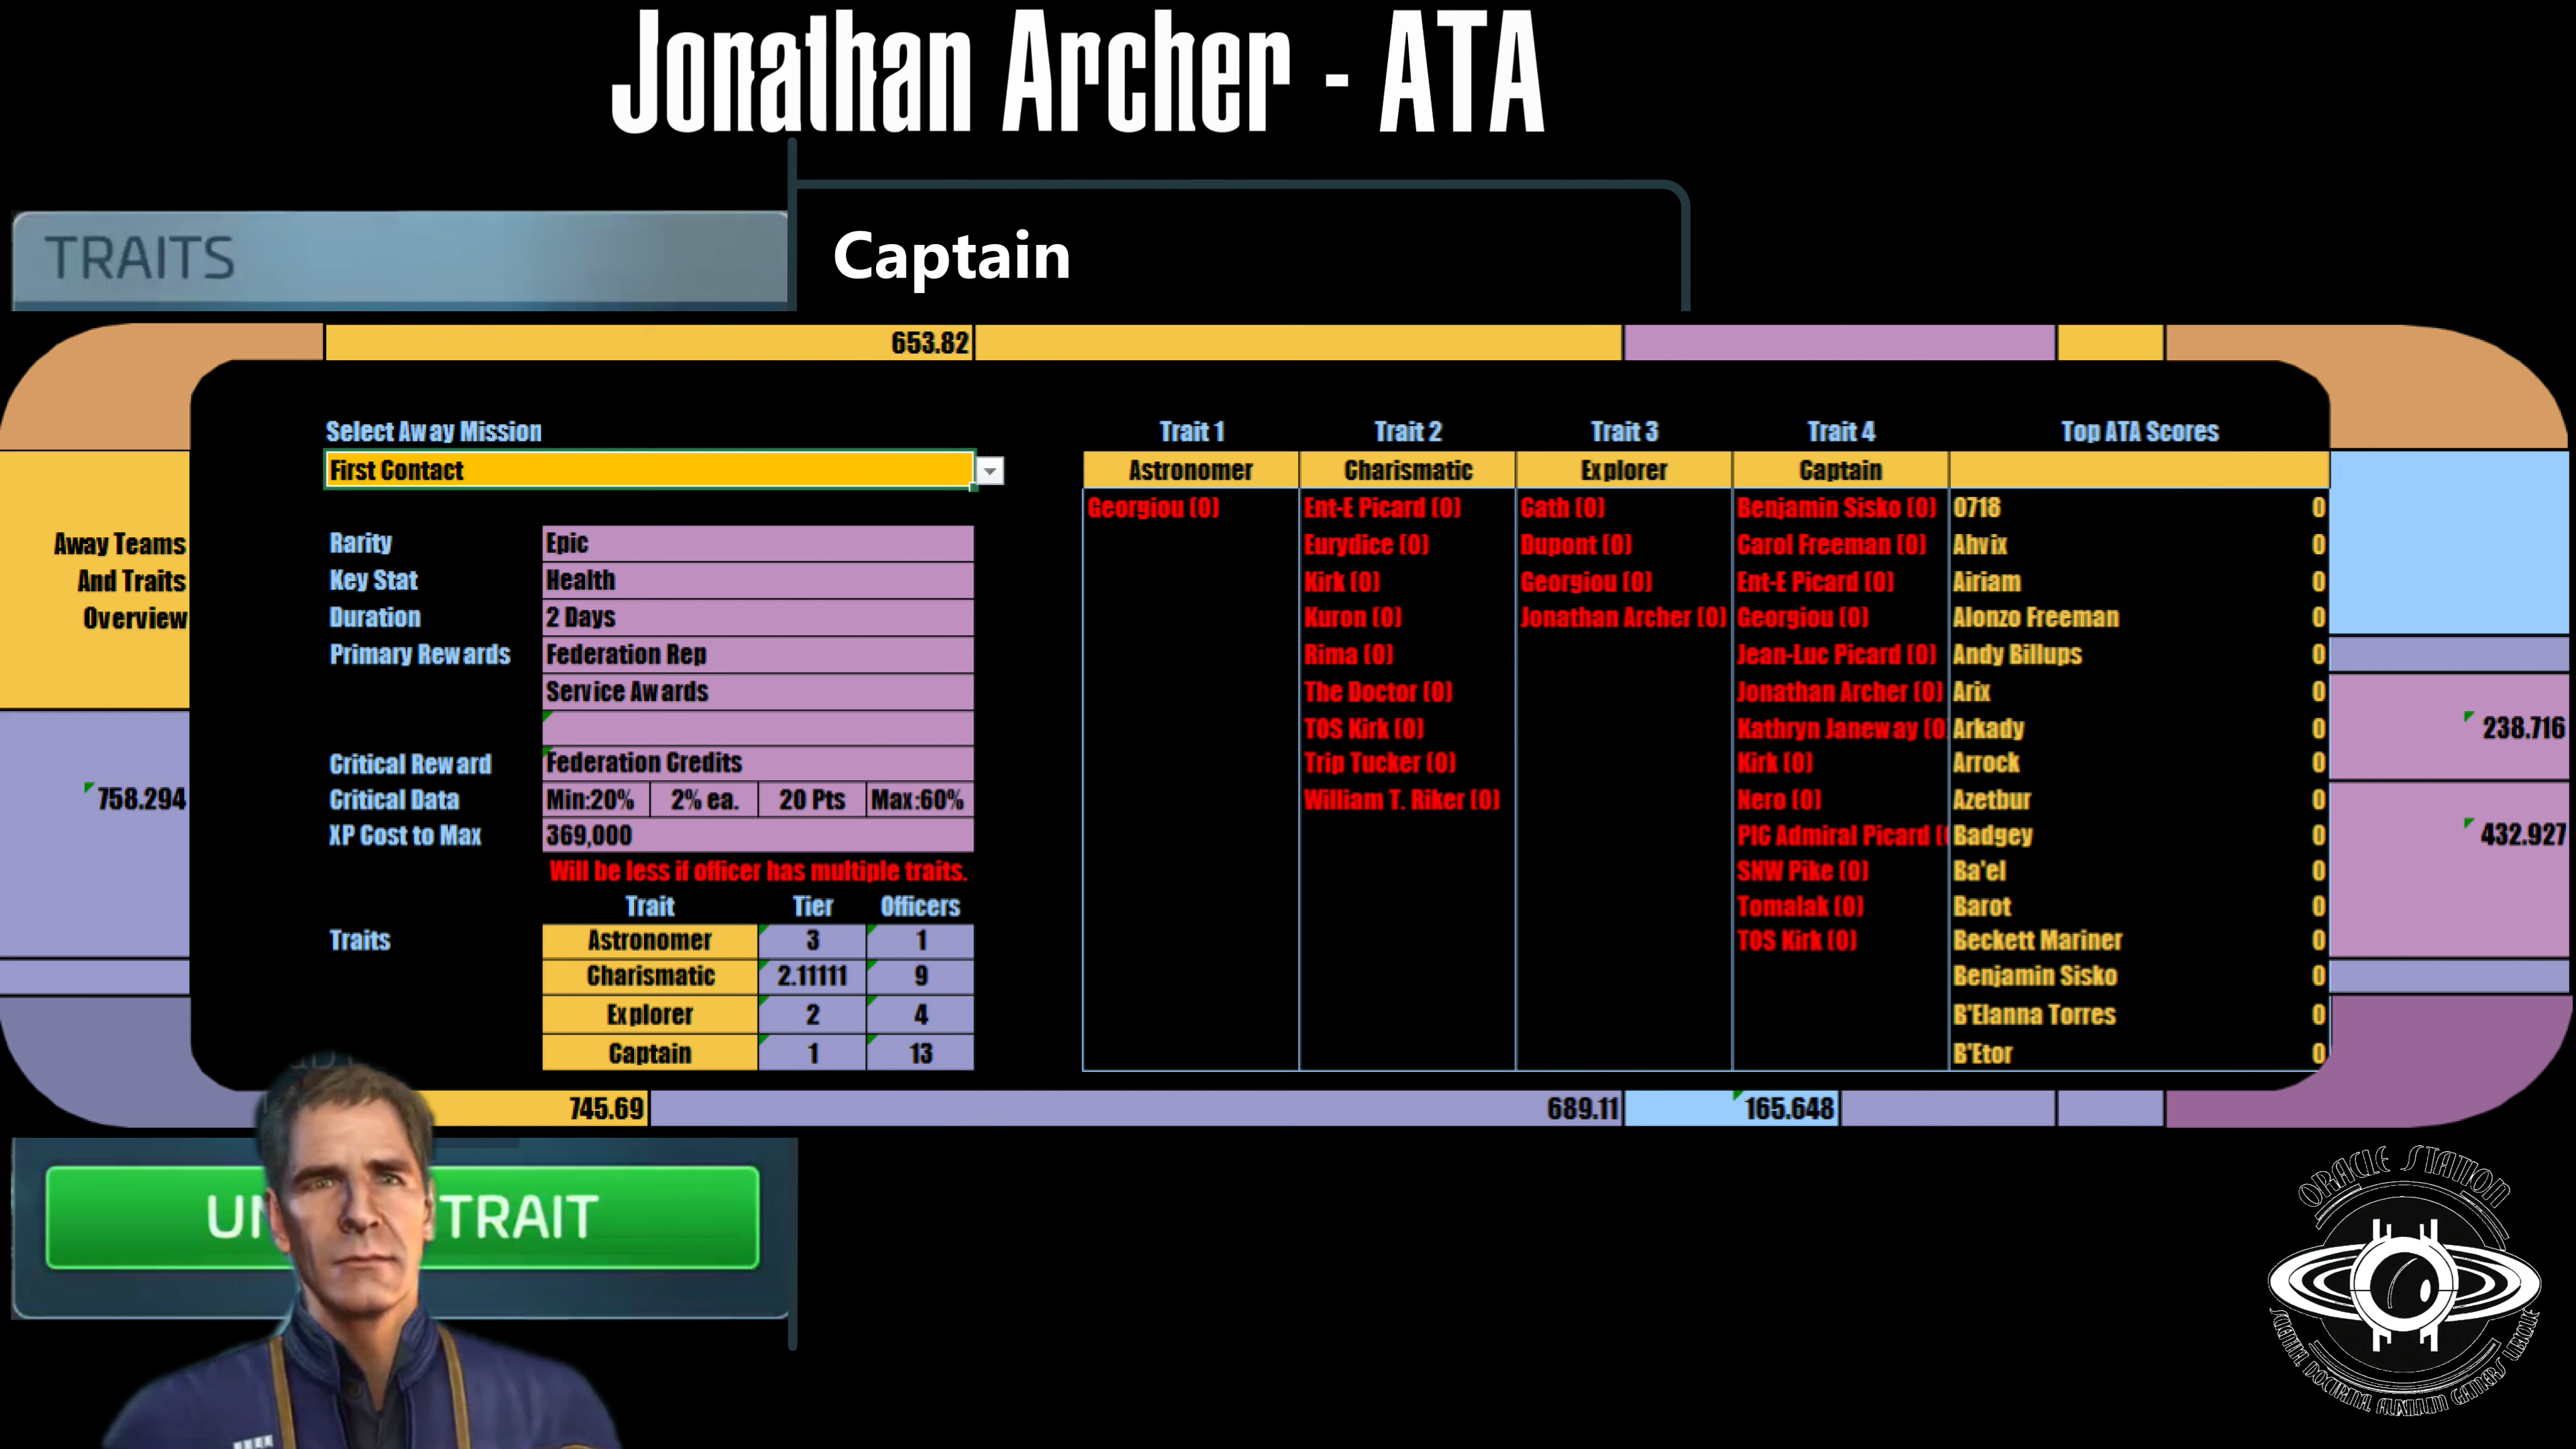 Jonathan Archer - ATA
TRAITS
Captain
653.82
Select Away Mission
First Contact
Away Teams
And Traits
Overview
758.294
Rarity Epic
Key Stat Health
Duration 2 Days
Primary Rewards Federation Rep
Service Awards
Critical Reward Federation Credits
Critical Data Min:20% 2% ea. 20 Pts Max:60%
XP Cost to Max 369,000
Will be less if officer has multiple traits.
Trait Tier Officers
Traits Astronomer 3 1
Charismatic 2.11111 9
Explorer 2 4
Captain 1 13
Trait 1 Trait 2 Trait 3 Trait 4 Top ATA Scores
Astronomer Charismatic Explorer Captain
Georgiou (0) Ent-E Picard (0) Cath (0) Benjamin Sisko (0) 0718 0
Eurydice (0) Dupont (0) Carol Freeman (0) Ahvix 0
Kirk (0) Georgiou (0) Ent-E Picard (0) Airiam 0
Kuron (0) Jonathan Archer (0) Georgiou (0) Alonzo Freeman 0
Rima (0) Jean-Luc Picard (0) Andy Billups 0
The Doctor (0) Jonathan Archer (0) Arix 0
TOS Kirk (0) Kathryn Janeway (0 Arkady 0
Trip Tucker (0) Kirk (0) Arrock 0
William T. Riker (0) Nero (0) Azetbur 0
PIC Admiral Picard ( Badgey 0
SNW Pike (0) Ba'el 0
Tomalak (0) Barot 0
TOS Kirk (0) Beckett Mariner 0
Benjamin Sisko 0
B'Elanna Torres 0
B'Etor 0
238.716
432.927
745.69
689.11
165.648
TRAIT
ORACLE STATION